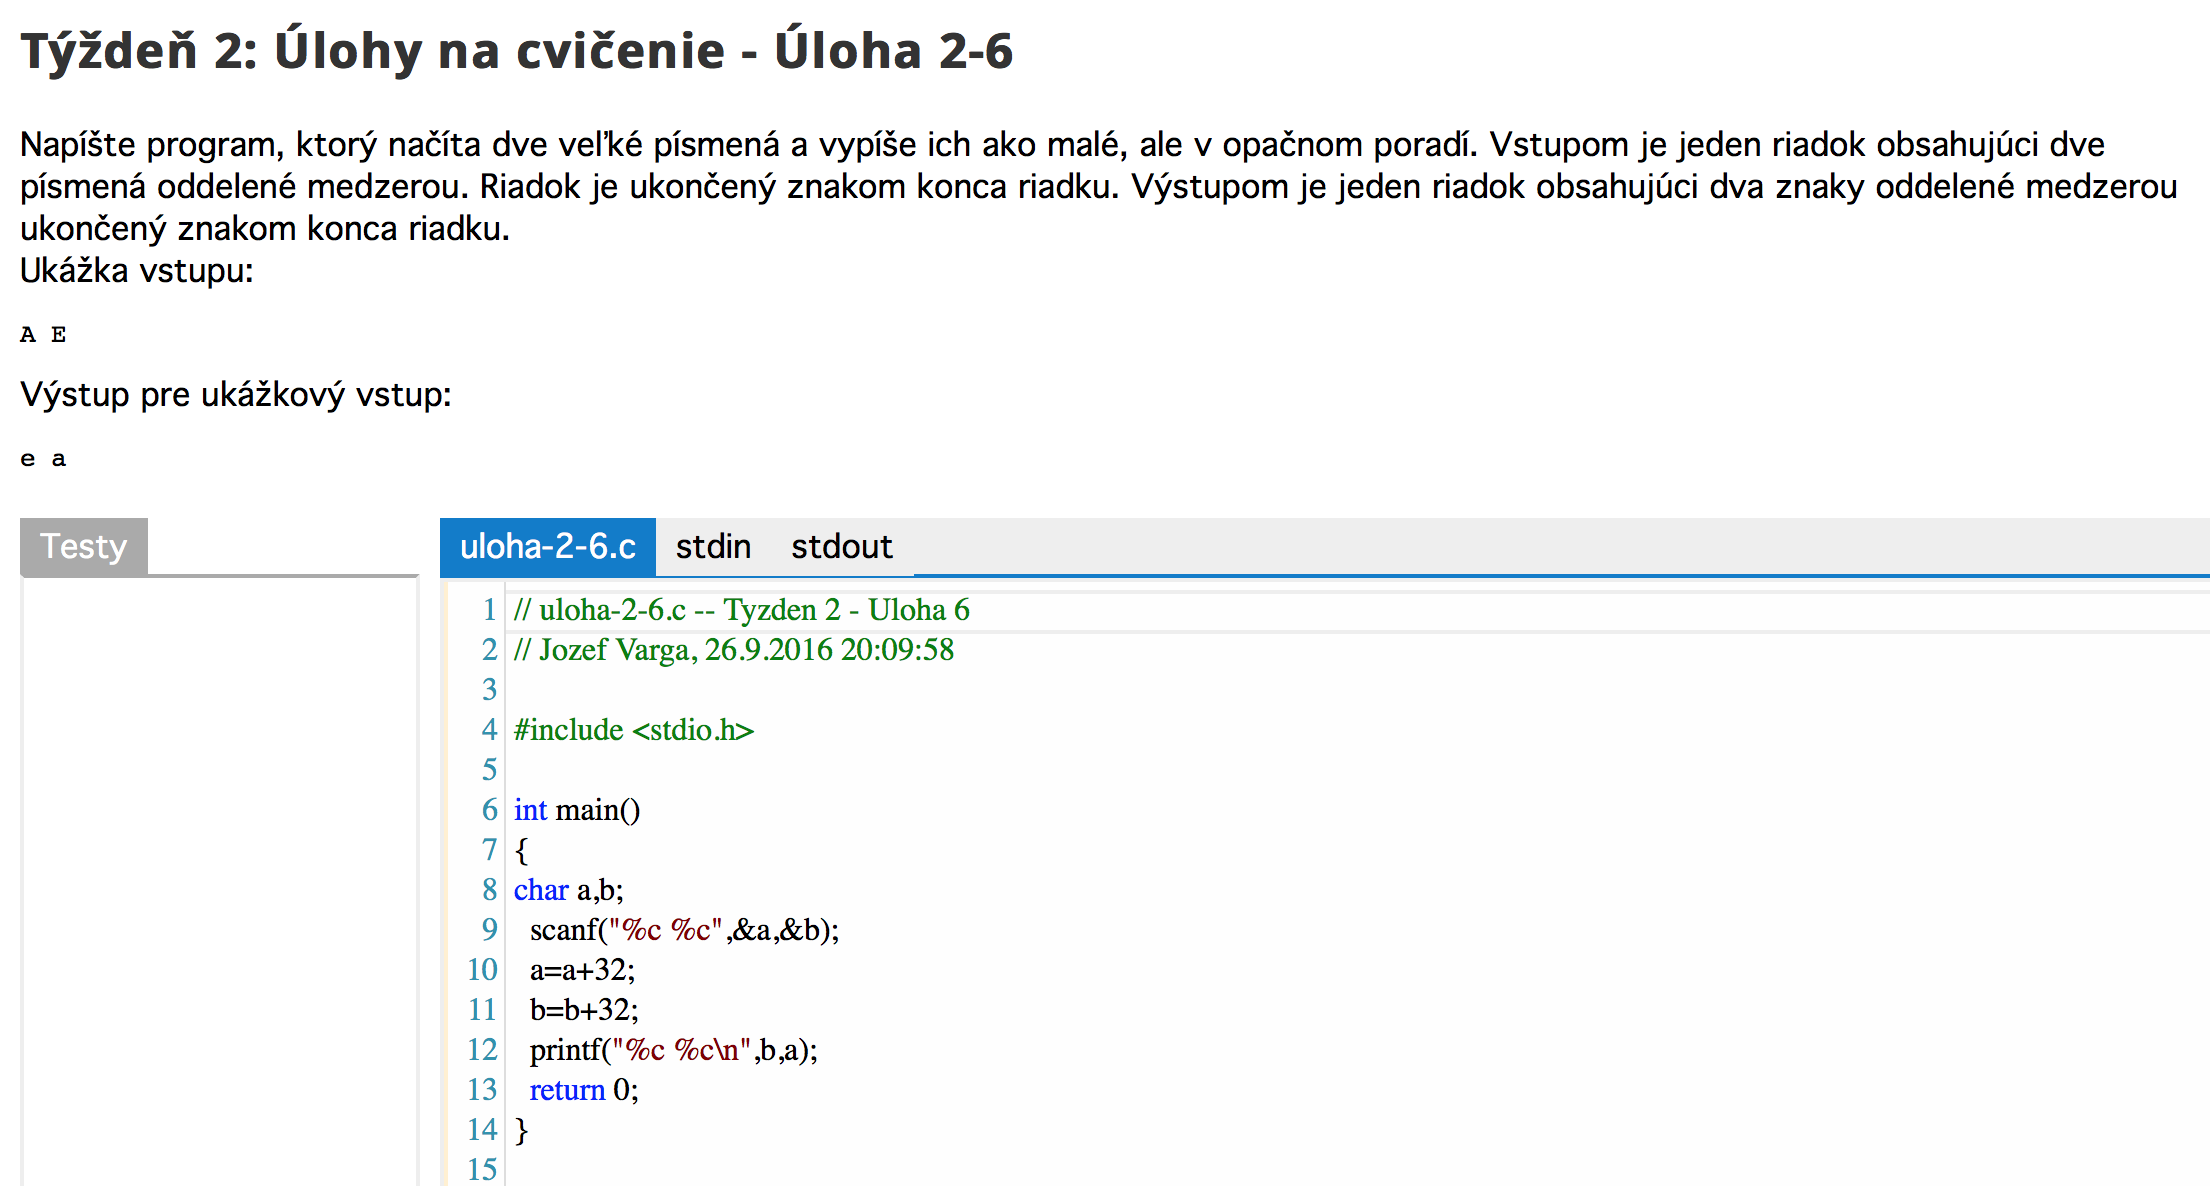 Týždeň 2: Úlohy na cvičenie - Úloha 2-6
Napíšte program, ktorý načíta dve veľké písmená a vypíše ich ako malé, ale v opačnom poradí. Vstupom je jeden riadok obsahujúci dve
písmená oddelené medzerou. Riadok je ukončený znakom konca riadku. Výstupom je jeden riadok obsahujúci dva znaky oddelené medzerou
ukončený znakom konca riadku.
Ukážka vstupu:
A E
Výstup pre ukážkový vstup:
e a
Testy
uloha-2-6.c stdin stdout
1 // uloha-2-6.c -- Tyzden 2 - Uloha 6
2 // Jozef Varga, 26.9.2016 20:09:58
3
4 #include <stdio.h>
5
6 int main()
7 {
8 char a,b;
9 scanf("%c %c",&a,&b);
10 a=a+32;
11 b=b+32;
12 printf("%c %c\n",b,a);
13 return 0;
14 }
15